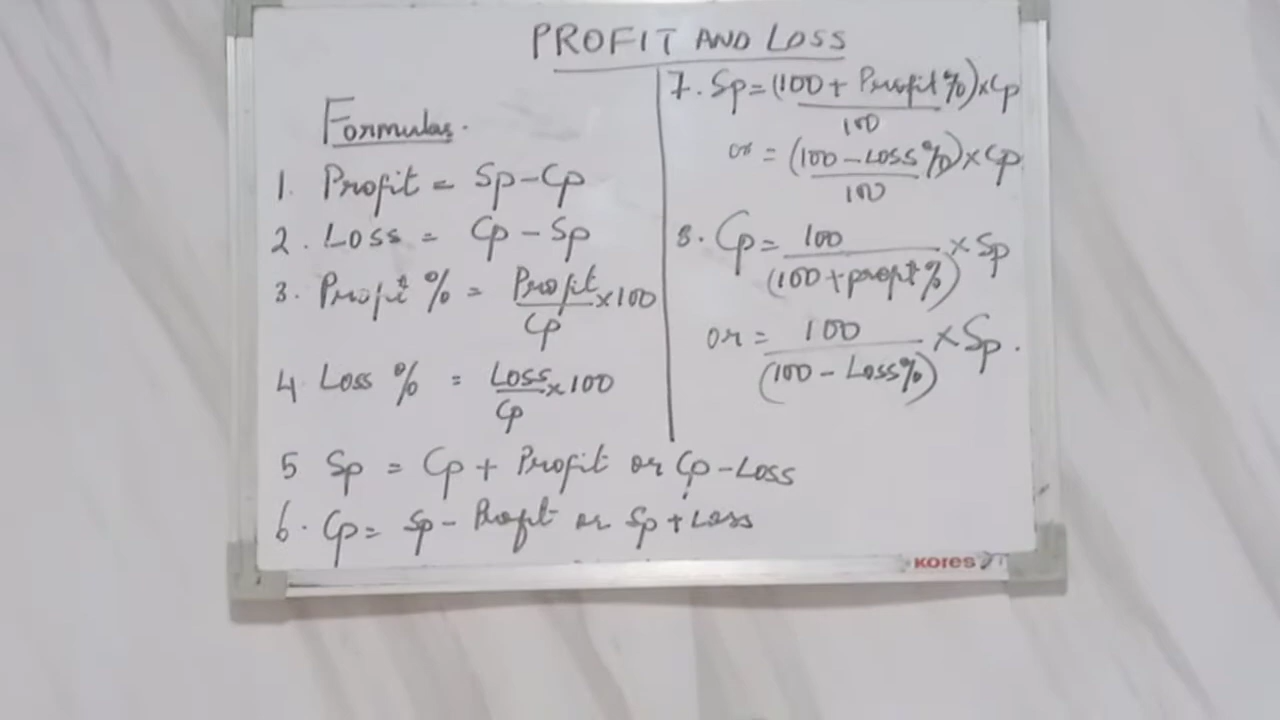 PROFIT AND LOSS
Formulas.
1. Profit = Sp-Cp
2. Loss = Cp - Sp
3. Profit % = Profit/Cp x100
4 Loss % = Loss/Cp x 100
5 Sp = Cp + Profit or Cp - Loss
6. Cp = Sp - Profit or Sp + Loss
7. Sp = (100 + Profit %)/100 x Cp
or = (100 - Loss %)/100 x Cp
8. Cp = 100/(100 + profit %) x Sp
or = 100/(100 - Loss%) x Sp.
Kores